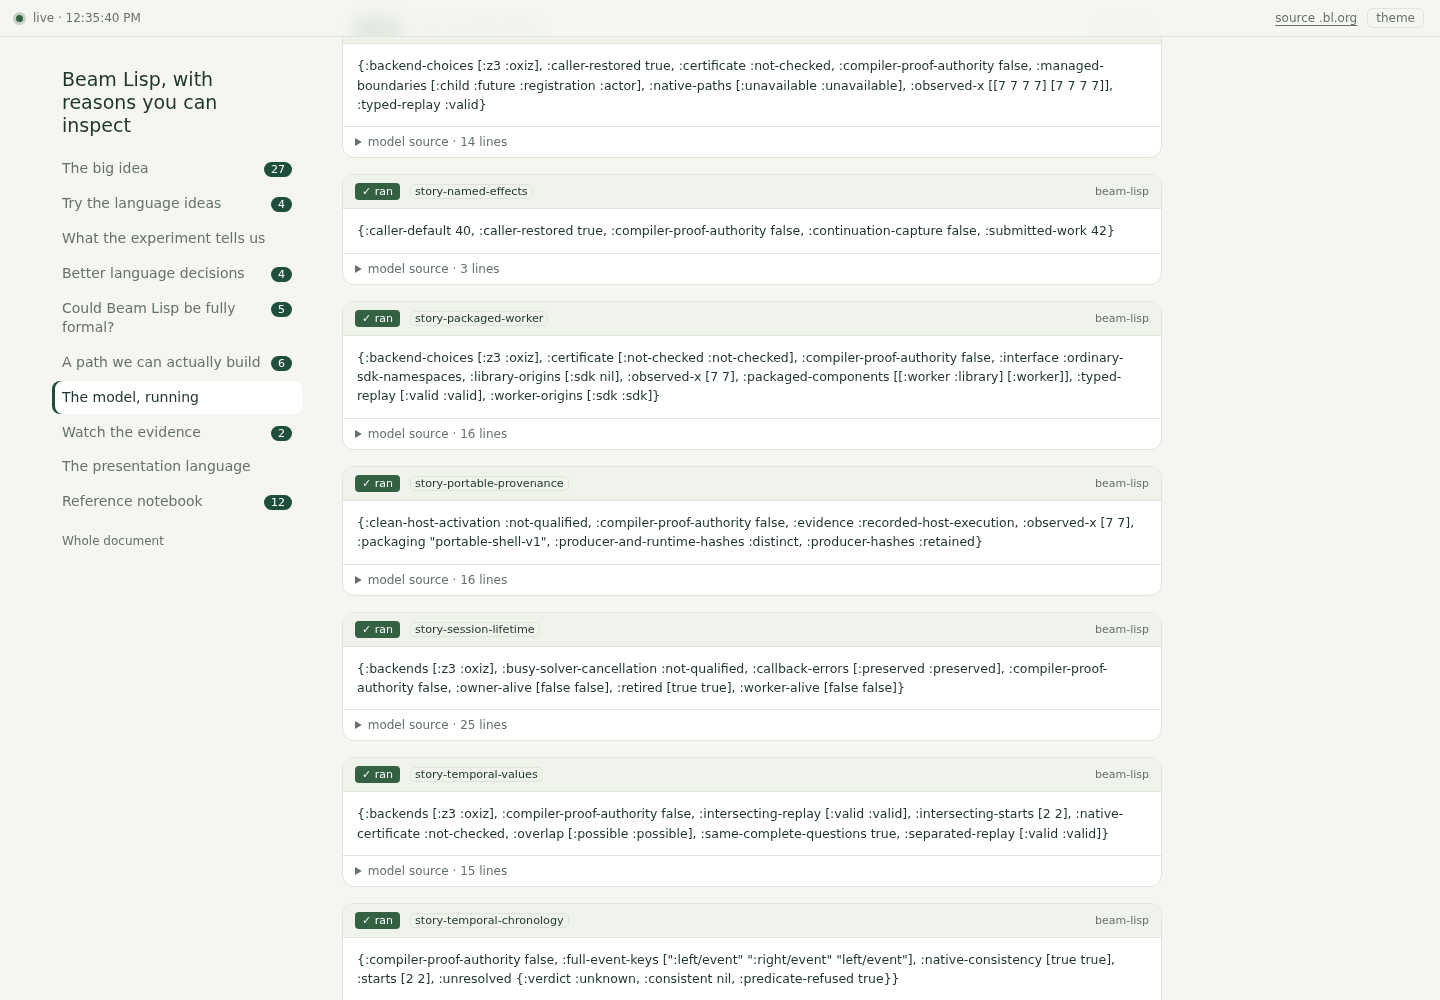 live · 12:35:40 PM
source .bl.org
theme
Beam Lisp, with
reasons you can
inspect
The big idea 27
Try the language ideas 4
What the experiment tells us
Better language decisions 4
Could Beam Lisp be fully
formal? 5
A path we can actually build 6
The model, running
Watch the evidence 2
The presentation language
Reference notebook 12
Whole document
{:backend-choices [:z3 :oxiz], :caller-restored true, :certificate :not-checked, :compiler-proof-authority false, :managed-
boundaries [:child :future :registration :actor], :native-paths [:unavailable :unavailable], :observed-x [[7 7 7 7] [7 7 7 7]],
:typed-replay :valid}
▶ model source · 14 lines
✓ ran story-named-effects beam-lisp
{:caller-default 40, :caller-restored true, :compiler-proof-authority false, :continuation-capture false, :submitted-work 42}
▶ model source · 3 lines
✓ ran story-packaged-worker beam-lisp
{:backend-choices [:z3 :oxiz], :certificate [:not-checked :not-checked], :compiler-proof-authority false, :interface :ordinary-
sdk-namespaces, :library-origins [:sdk nil], :observed-x [7 7], :packaged-components [[:worker :library] [:worker]], :typed-
replay [:valid :valid], :worker-origins [:sdk :sdk]}
▶ model source · 16 lines
✓ ran story-portable-provenance beam-lisp
{:clean-host-activation :not-qualified, :compiler-proof-authority false, :evidence :recorded-host-execution, :observed-x [7 7],
:packaging "portable-shell-v1", :producer-and-runtime-hashes :distinct, :producer-hashes :retained}
▶ model source · 16 lines
✓ ran story-session-lifetime beam-lisp
{:backends [:z3 :oxiz], :busy-solver-cancellation :not-qualified, :callback-errors [:preserved :preserved], :compiler-proof-
authority false, :owner-alive [false false], :retired [true true], :worker-alive [false false]}
▶ model source · 25 lines
✓ ran story-temporal-values beam-lisp
{:backends [:z3 :oxiz], :compiler-proof-authority false, :intersecting-replay [:valid :valid], :intersecting-starts [2 2], :native-
certificate :not-checked, :overlap [:possible :possible], :same-complete-questions true, :separated-replay [:valid :valid]}
▶ model source · 15 lines
✓ ran story-temporal-chronology beam-lisp
{:compiler-proof-authority false, :full-event-keys [":left/event" ":right/event" "left/event"], :native-consistency [true true],
:starts [2 2], :unresolved {:verdict :unknown, :consistent nil, :predicate-refused true}}